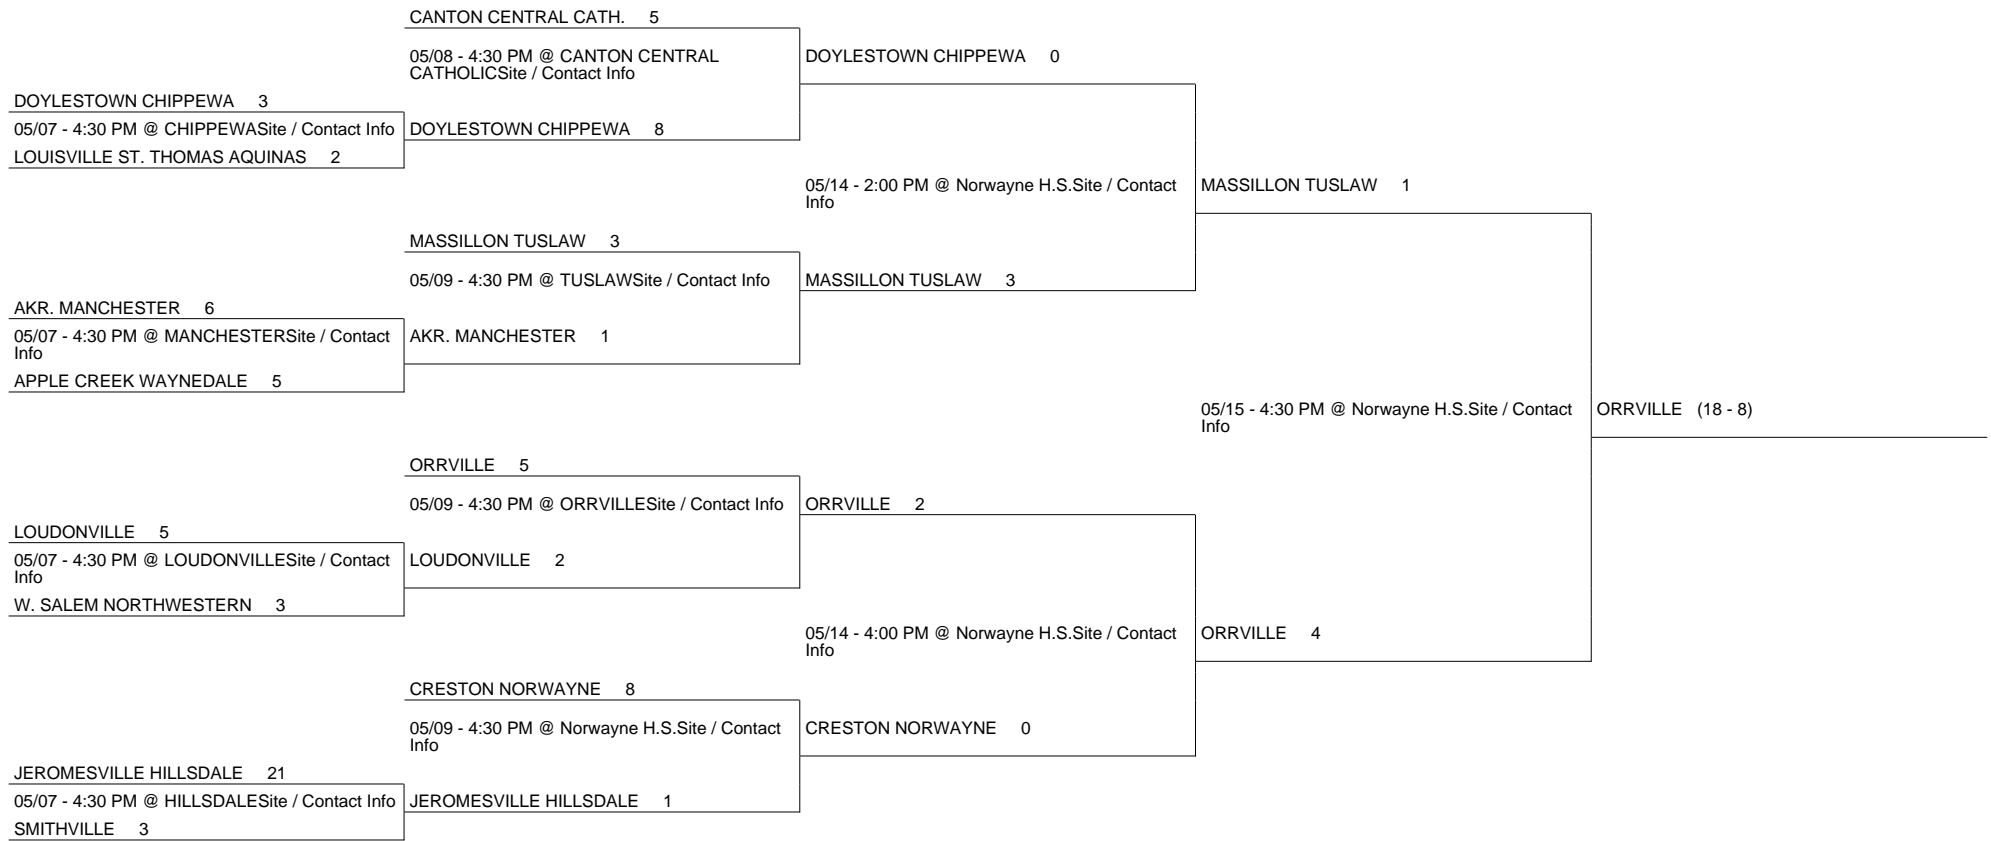 CANTON CENTRAL CATH. 5
05/08 - 4:30 PM @ CANTON CENTRAL
CATHOLICSite / Contact Info
DOYLESTOWN CHIPPEWA 0
DOYLESTOWN CHIPPEWA 3
05/07 - 4:30 PM @ CHIPPEWASite / Contact Info
DOYLESTOWN CHIPPEWA 8
LOUISVILLE ST. THOMAS AQUINAS 2
05/14 - 2:00 PM @ Norwayne H.S.Site / Contact
Info
MASSILLON TUSLAW 1
MASSILLON TUSLAW 3
05/09 - 4:30 PM @ TUSLAWSite / Contact Info
MASSILLON TUSLAW 3
AKR. MANCHESTER 6
05/07 - 4:30 PM @ MANCHESTERSite / Contact
Info
AKR. MANCHESTER 1
APPLE CREEK WAYNEDALE 5
05/15 - 4:30 PM @ Norwayne H.S.Site / Contact
Info
ORRVILLE (18 - 8)
ORRVILLE 5
05/09 - 4:30 PM @ ORRVILLESite / Contact Info
ORRVILLE 2
LOUDONVILLE 5
05/07 - 4:30 PM @ LOUDONVILLESite / Contact
Info
LOUDONVILLE 2
W. SALEM NORTHWESTERN 3
05/14 - 4:00 PM @ Norwayne H.S.Site / Contact
Info
ORRVILLE 4
CRESTON NORWAYNE 8
05/09 - 4:30 PM @ Norwayne H.S.Site / Contact
Info
CRESTON NORWAYNE 0
JEROMESVILLE HILLSDALE 21
05/07 - 4:30 PM @ HILLSDALESite / Contact Info
JEROMESVILLE HILLSDALE 1
SMITHVILLE 3